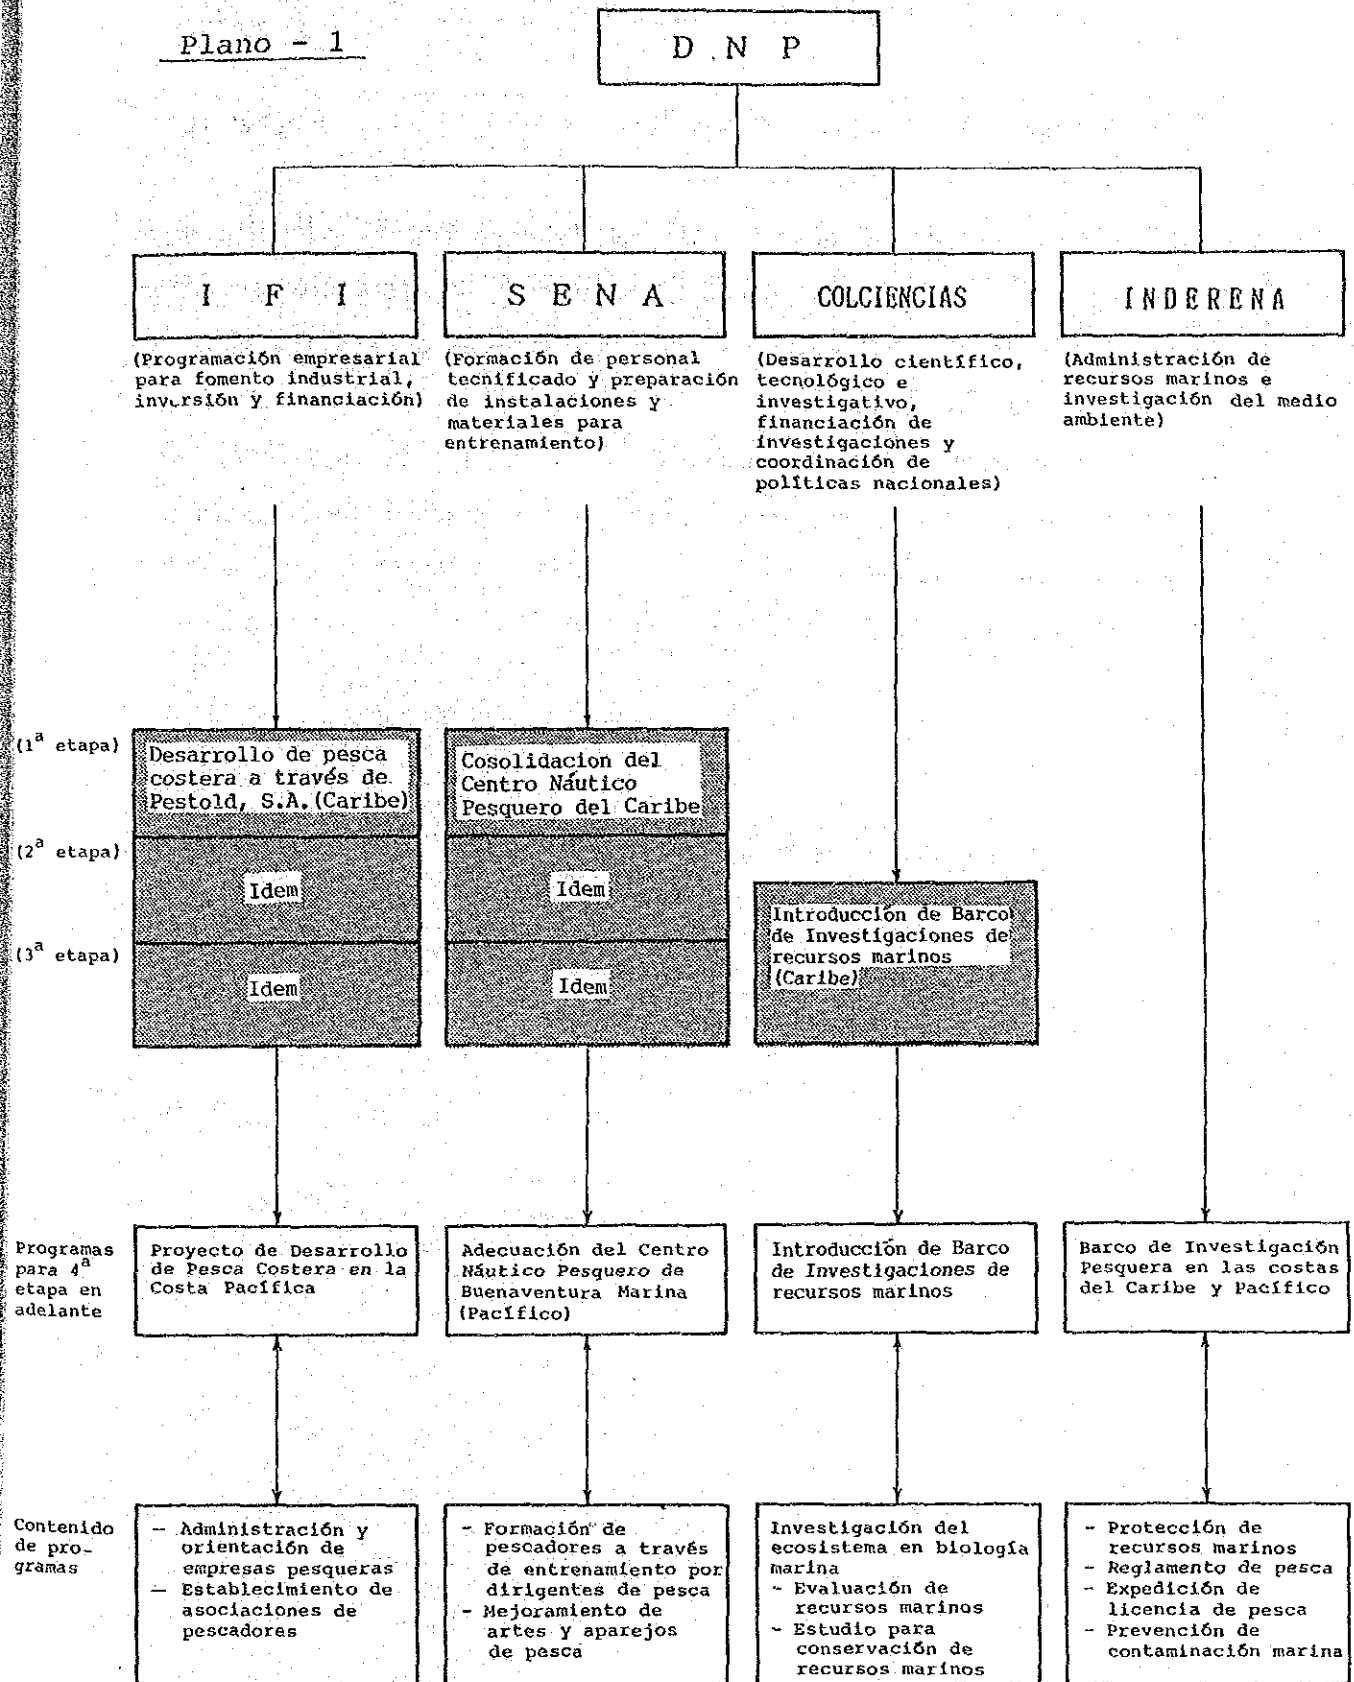 Plano - 1
D N P
I F I
S E N A
COLCIENCIAS
INDERENA
(Programación empresarial
para fomento industrial,
inversión y financiación)
(Formación de personal
tecnificado y preparación
de instalaciones y
materiales para
entrenamiento)
(Desarrollo científico,
tecnológico e
investigativo,
financiación de
investigaciones y
coordinación de
políticas nacionales)
(Administración de
recursos marinos e
investigación del medio
ambiente)
(1ª etapa)
Desarrollo de pesca
costera a través de
Pestold, S.A.(Caribe)
Cosolidacion del
Centro Náutico
Pesquero del Caribe
(2ª etapa)
Idem
Idem
Introducción de Barco
de Investigaciones de
recursos marinos
(Caribe)
(3ª etapa)
Idem
Idem
Programas
para 4ª
etapa en
adelante
Proyecto de Desarrollo
de Pesca Costera en la
Costa Pacífica
Adecuación del Centro
Náutico Pesquero de
Buenaventura Marina
(Pacífico)
Introducción de Barco
de Investigaciones de
recursos marinos
Barco de Investigación
Pesquera en las costas
del Caribe y Pacífico
Contenido
de pro-
gramas
- Administración y
orientación de
empresas pesqueras
- Establecimiento de
asociaciones de
pescadores
- Formación de
pescadores a través
de entrenamiento por
dirigentes de pesca
- Mejoramiento de
artes y aparejos
de pesca
Investigación del
ecosistema en biología
marina
- Evaluación de
recursos marinos
- Estudio para
conservación de
recursos marinos
- Protección de
recursos marinos
- Reglamento de pesca
- Expedición de
licencia de pesca
- Prevención de
contaminación marina